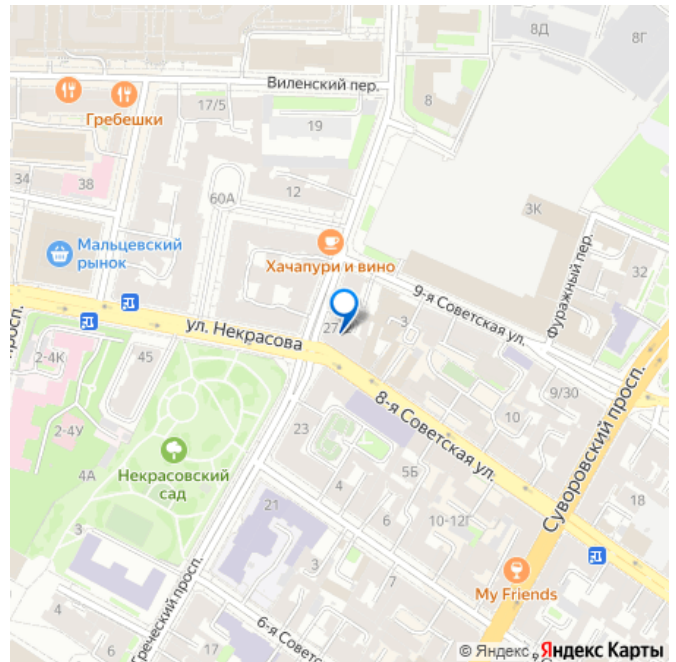 8Д
8Г
Виленский пер.
17/5
8
Гребешки
19
34
38
12
60А
3К
Мальцевский
рынок
Хачапури и вино
Фуражный пер.
32
9-я Советская ул.
ул. Некрасова
3
2-4К
45
9/30
10
8-я Советская ул.
Суворовский просп.
2-4У
23
4А
Некрасовский
сад
5Б
4
18
21
6
10-12Г
3
3
7
My Friends
Греческий просп.
4
6
17
6-я Советс
© Яндекс
Яндекс Карты